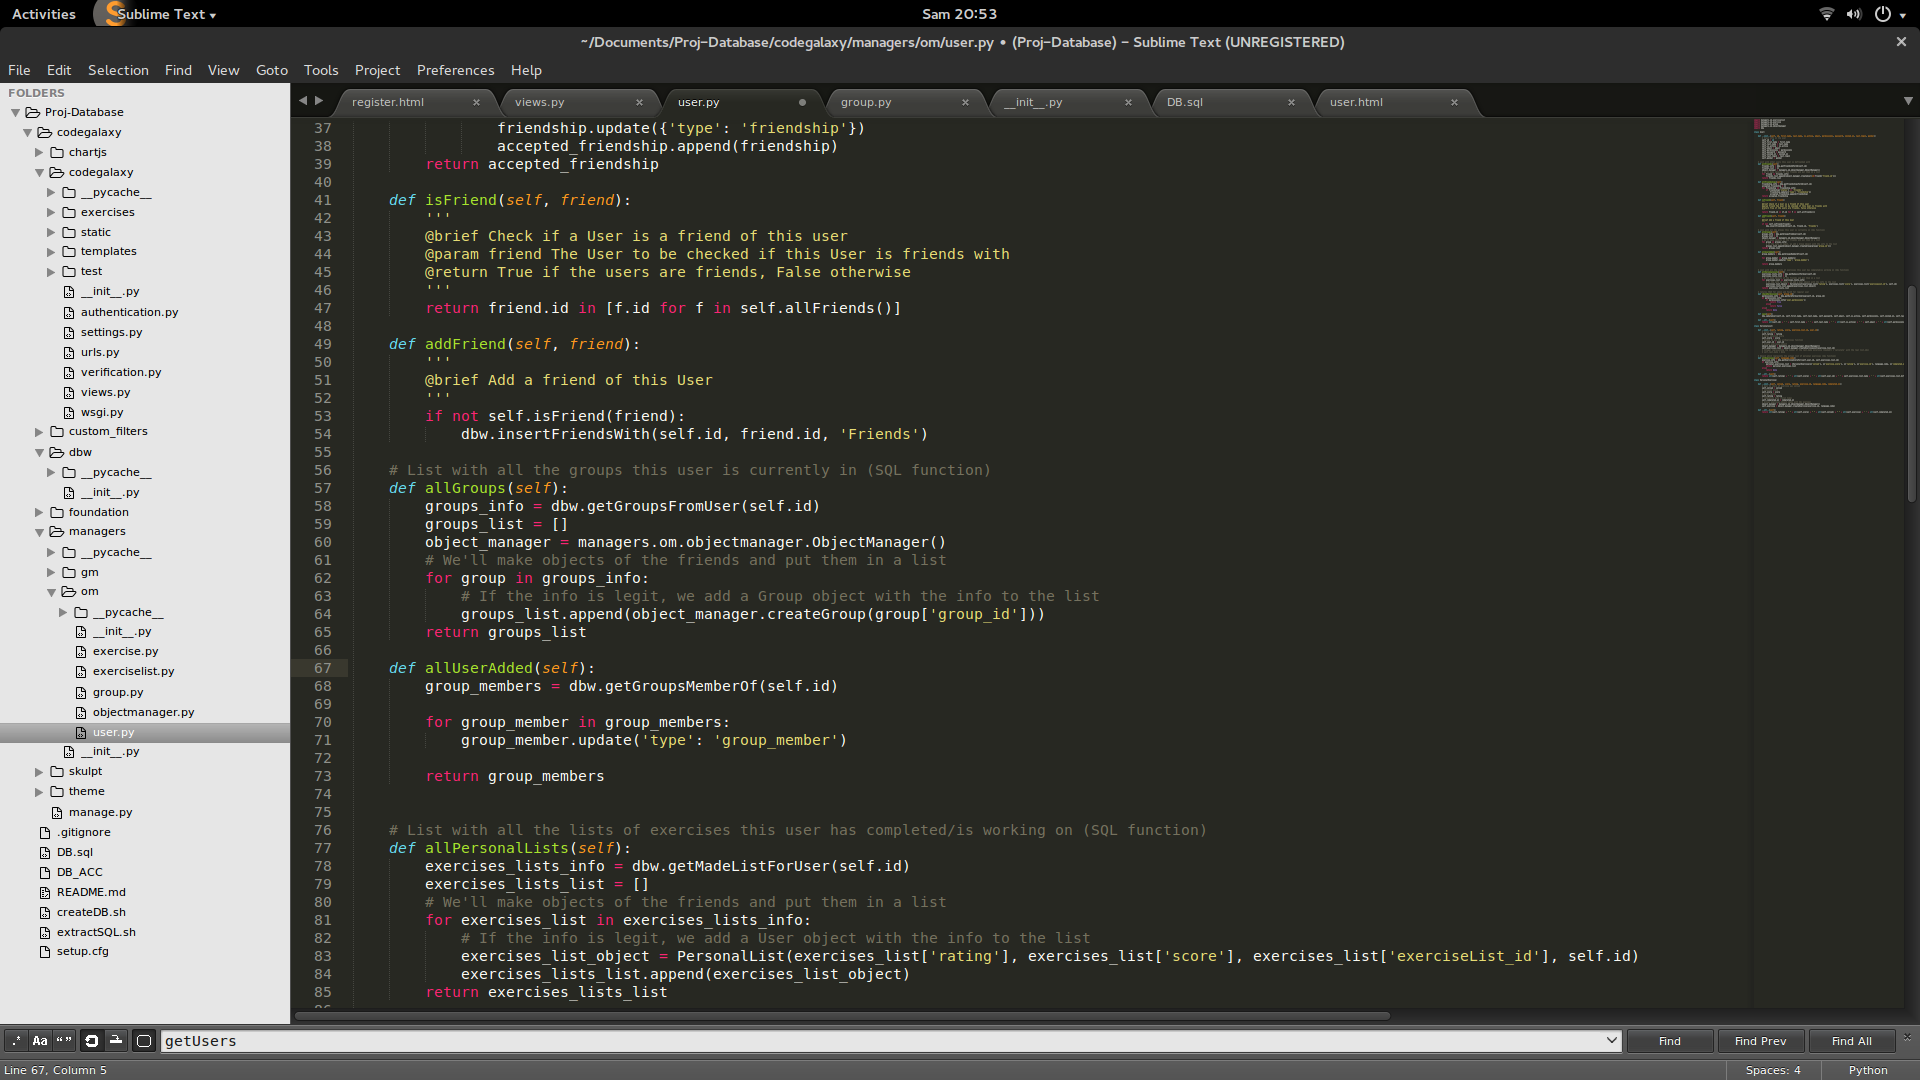 Activities
Sublime Text
Sam 20:53
~/Documents/Proj-Database/codegalaxy/managers/om/user.py • (Proj-Database) – Sublime Text (UNREGISTERED)
File Edit Selection Find View Goto Tools Project Preferences Help
FOLDERS
Proj-Database
codegalaxy
chartjs
codegalaxy
__pycache__
exercises
static
templates
test
__init__.py
authentication.py
settings.py
urls.py
verification.py
views.py
wsgi.py
custom_filters
dbw
__pycache__
__init__.py
foundation
managers
__pycache__
gm
om
__pycache__
__init__.py
exercise.py
exerciselist.py
group.py
objectmanager.py
user.py
__init__.py
skulpt
theme
manage.py
.gitignore
DB.sql
DB_ACC
README.md
createDB.sh
extractSQL.sh
setup.cfg
register.html views.py user.py group.py __init__.py DB.sql user.html
37 friendship.update({'type': 'friendship'})
38 accepted_friendship.append(friendship)
39 return accepted_friendship
40
41 def isFriend(self, friend):
42 '''
43 @brief Check if a User is a friend of this user
44 @param friend The User to be checked if this User is friends with
45 @return True if the users are friends, False otherwise
46 '''
47 return friend.id in [f.id for f in self.allFriends()]
48
49 def addFriend(self, friend):
50 '''
51 @brief Add a friend of this User
52 '''
53 if not self.isFriend(friend):
54 dbw.insertFriendsWith(self.id, friend.id, 'Friends')
55
56 # List with all the groups this user is currently in (SQL function)
57 def allGroups(self):
58 groups_info = dbw.getGroupsFromUser(self.id)
59 groups_list = []
60 object_manager = managers.om.objectmanager.ObjectManager()
61 # We'll make objects of the friends and put them in a list
62 for group in groups_info:
63 # If the info is legit, we add a Group object with the info to the list
64 groups_list.append(object_manager.createGroup(group['group_id']))
65 return groups_list
66
67 def allUserAdded(self):
68 group_members = dbw.getGroupsMemberOf(self.id)
69
70 for group_member in group_members:
71 group_member.update('type': 'group_member')
72
73 return group_members
74
75
76 # List with all the lists of exercises this user has completed/is working on (SQL function)
77 def allPersonalLists(self):
78 exercises_lists_info = dbw.getMadeListForUser(self.id)
79 exercises_lists_list = []
80 # We'll make objects of the friends and put them in a list
81 for exercises_list in exercises_lists_info:
82 # If the info is legit, we add a User object with the info to the list
83 exercises_list_object = PersonalList(exercises_list['rating'], exercises_list['score'], exercises_list['exerciseList_id'], self.id)
84 exercises_lists_list.append(exercises_list_object)
85 return exercises_lists_list
.* Aa “ ” getUsers Find Find Prev Find All
Line 67, Column 5
Spaces: 4
Python